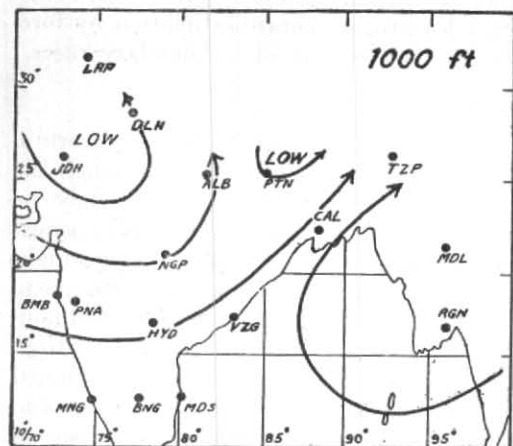 1000 ft
LRP
30°
DLH
LOW
JDH
LOW
25°
ALB
PTN
TZP
CAL
NGP
MDL
20°
BMB
PNA
HYD
VZG
RGN
15°
MNG
BNG
MDS
10/70°
75°
80°
85°
90°
95°